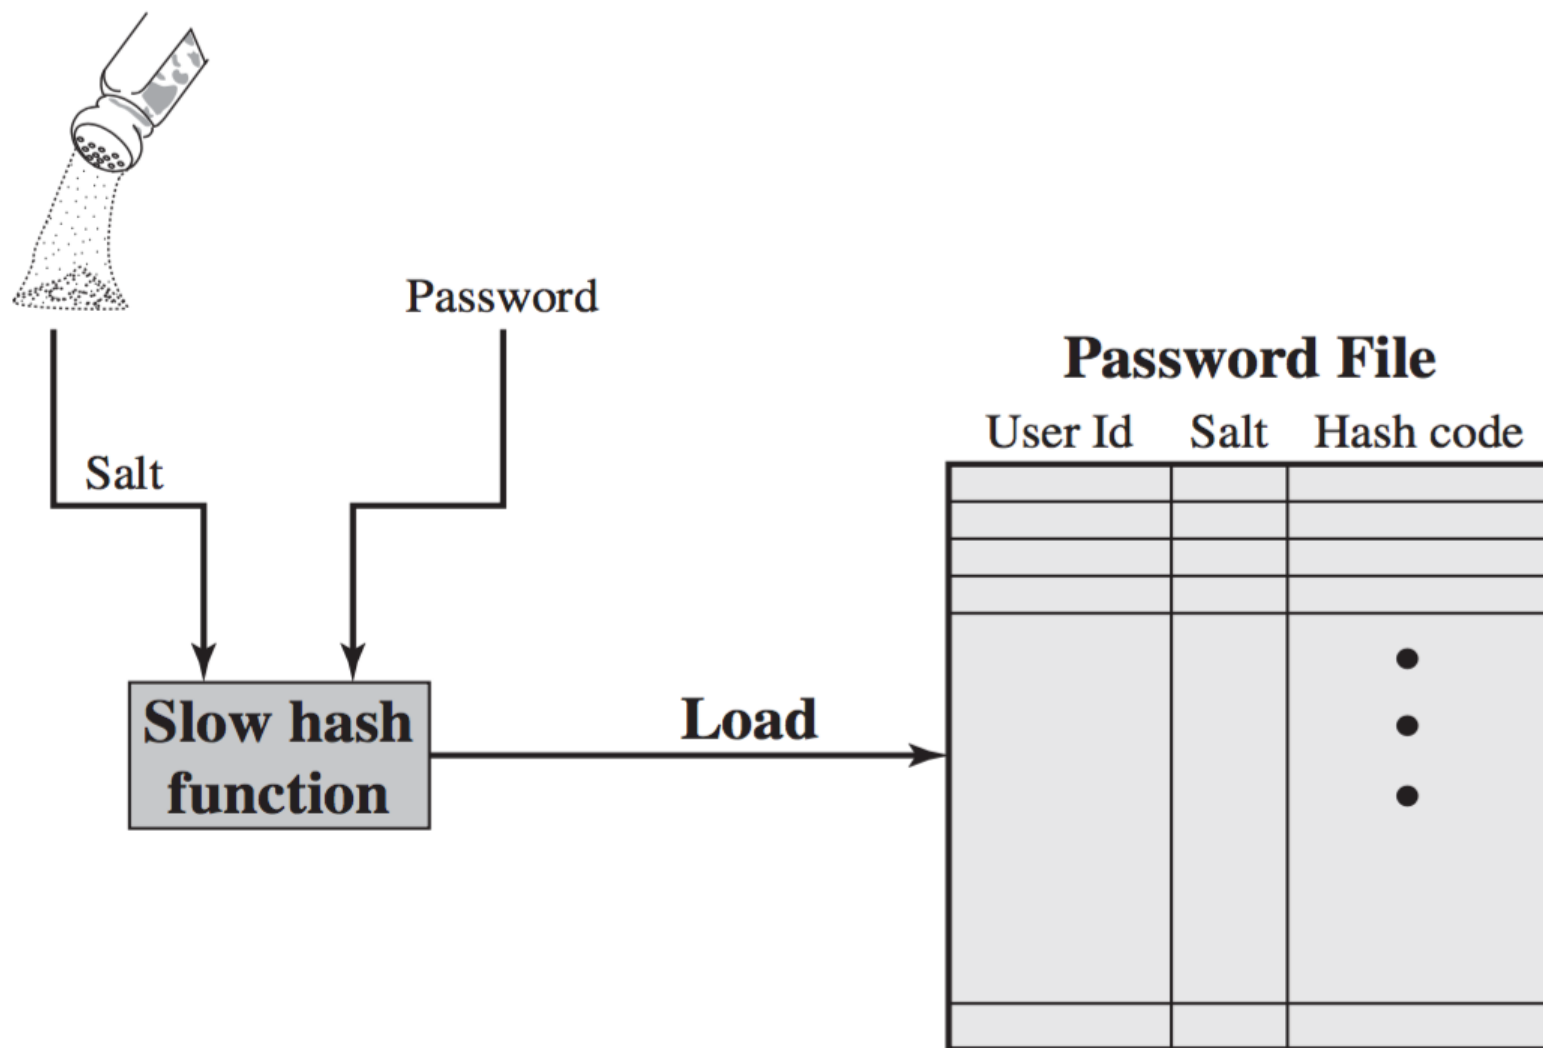 Password
Salt
Password File
User Id Salt Hash code
Slow hash
function
Load